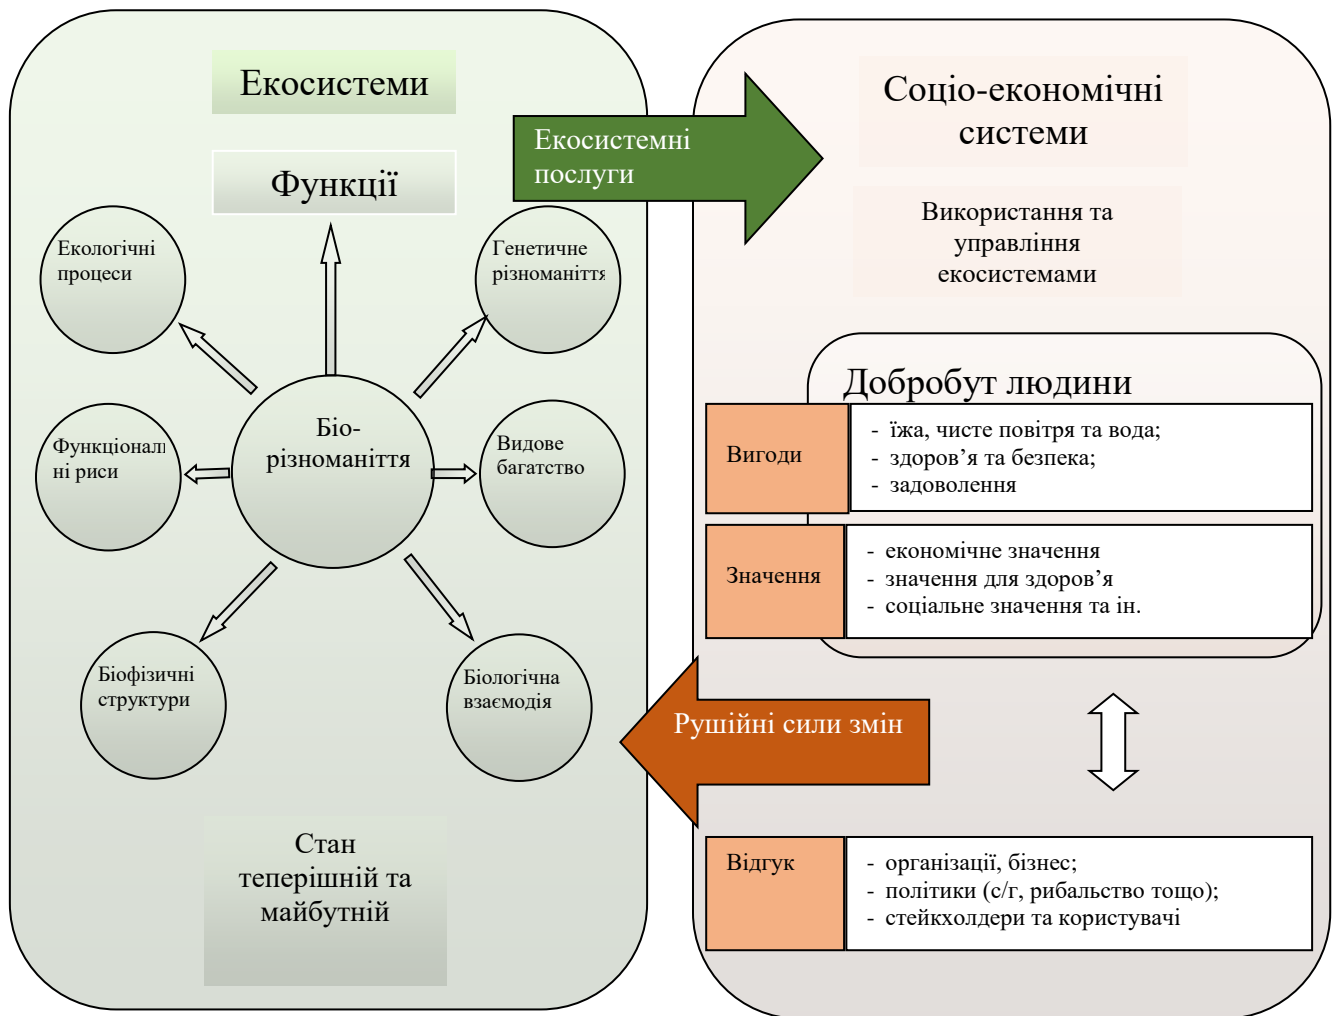 Екосистеми
Функції
Екологічні
процеси
Генетичне
різноманіття
Біо-
різноманіття
Функціональ
ні риси
Видове
багатство
Біофізичні
структури
Біологічна
взаємодія
Стан
теперішній та
майбутній
Екосистемні
послуги
Соціо-економічні
системи
Використання та
управління
екосистемами
Добробут людини
Вигоди
- їжа, чисте повітря та вода;
- здоров’я та безпека;
- задоволення
Значення
- економічне значення
- значення для здоров’я
- соціальне значення та ін.
Рушійні сили змін
Відгук
- організації, бізнес;
- політики (с/г, рибальство тощо);
- стейкхолдери та користувачі